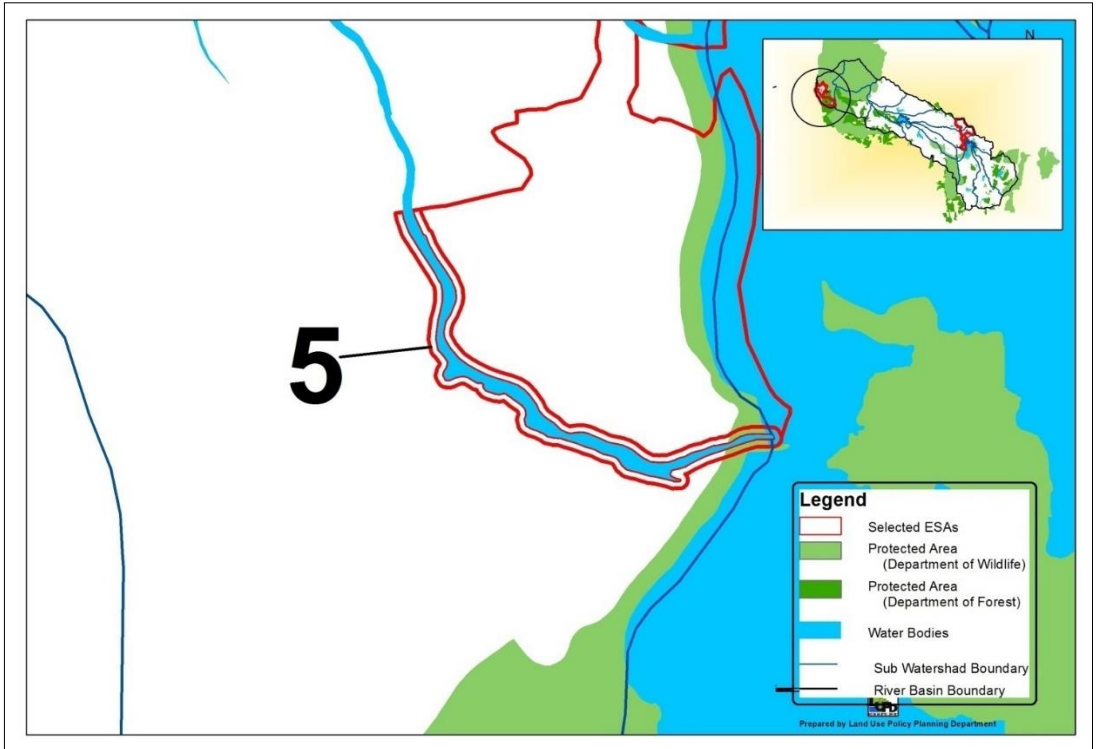 N
5
Legend
Selected ESAs
Protected Area
(Department of Wildlife)
Protected Area
(Department of Forest)
Water Bodies
Sub Watershad Boundary
River Basin Boundary
Prepared by Land Use Policy Planning Department